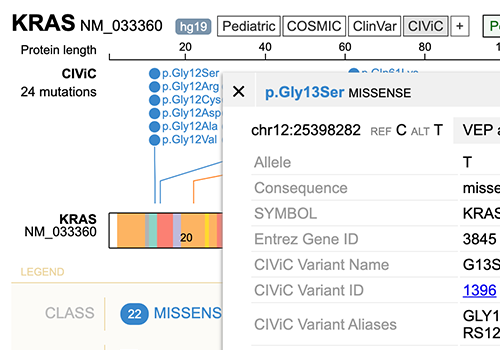 KRAS NM_033360 hg19 Pediatric COSMIC ClinVar CIViC +
Protein length 20 40 60 80
CIViC
24 mutations
p.Gly12Ser
p.Gly12Arg
p.Gly12Cys
p.Gly12Asp
p.Gly12Ala
p.Gly12Val
p.Gln61Lys
KRAS
NM_033360
20
LEGEND
CLASS 22 MISSENS
× p.Gly13Ser MISSENSE
chr12:25398282 REF C ALT T VEP a
Allele T
Consequence misse
SYMBOL KRAS
Entrez Gene ID 3845
CIViC Variant Name G13S
CIViC Variant ID 1396
CIViC Variant Aliases GLY1
RS12